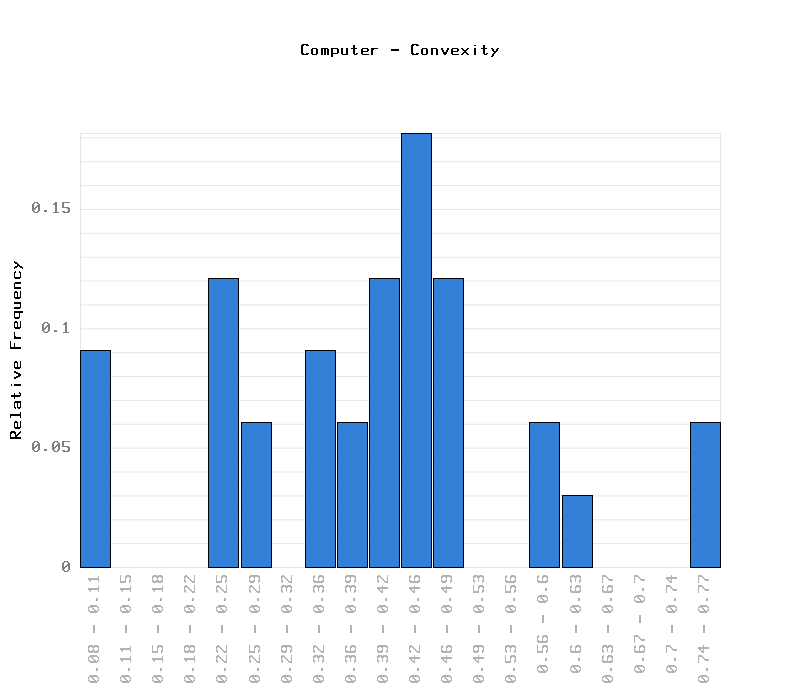 Computer - Convexity
Relative Frequency
0.15
0.1
0.05
0
0.08 - 0.11
0.11 - 0.15
0.15 - 0.18
0.18 - 0.22
0.22 - 0.25
0.25 - 0.29
0.29 - 0.32
0.32 - 0.36
0.36 - 0.39
0.39 - 0.42
0.42 - 0.46
0.46 - 0.49
0.49 - 0.53
0.53 - 0.56
0.56 - 0.6
0.6 - 0.63
0.63 - 0.67
0.67 - 0.7
0.7 - 0.74
0.74 - 0.77